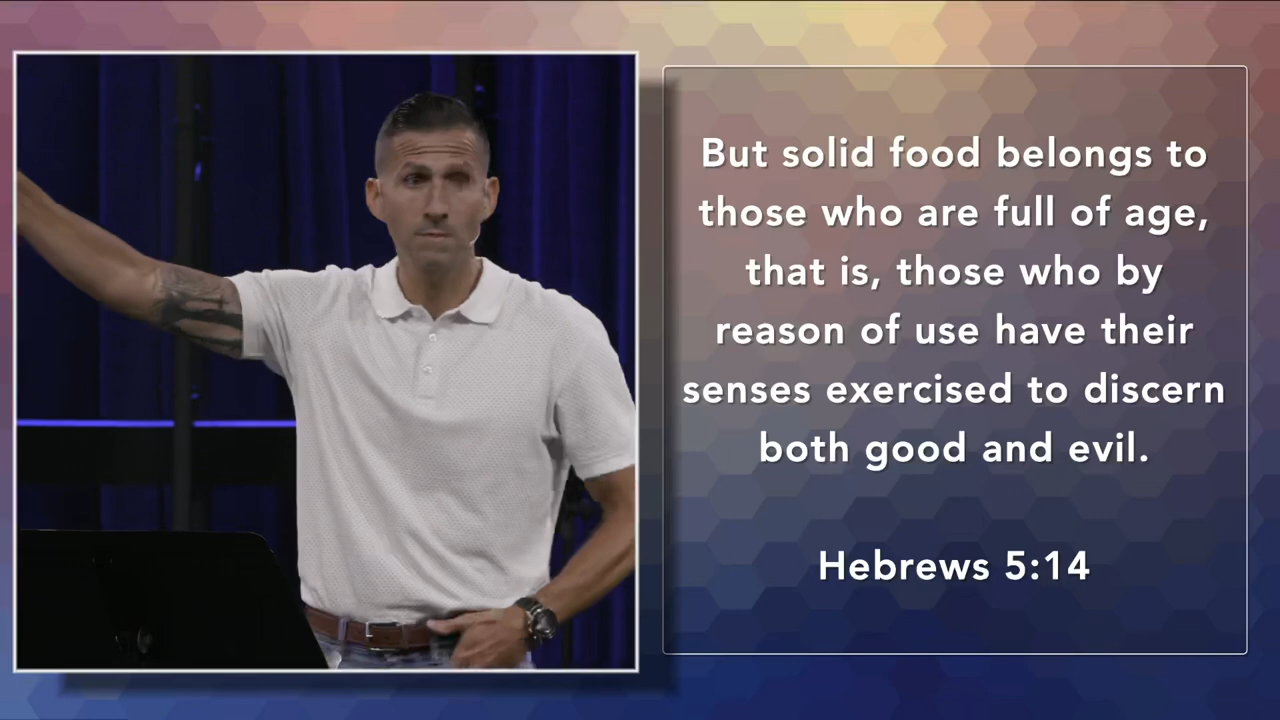 But solid food belongs to
those who are full of age,
that is, those who by
reason of use have their
senses exercised to discern
both good and evil.
Hebrews 5:14